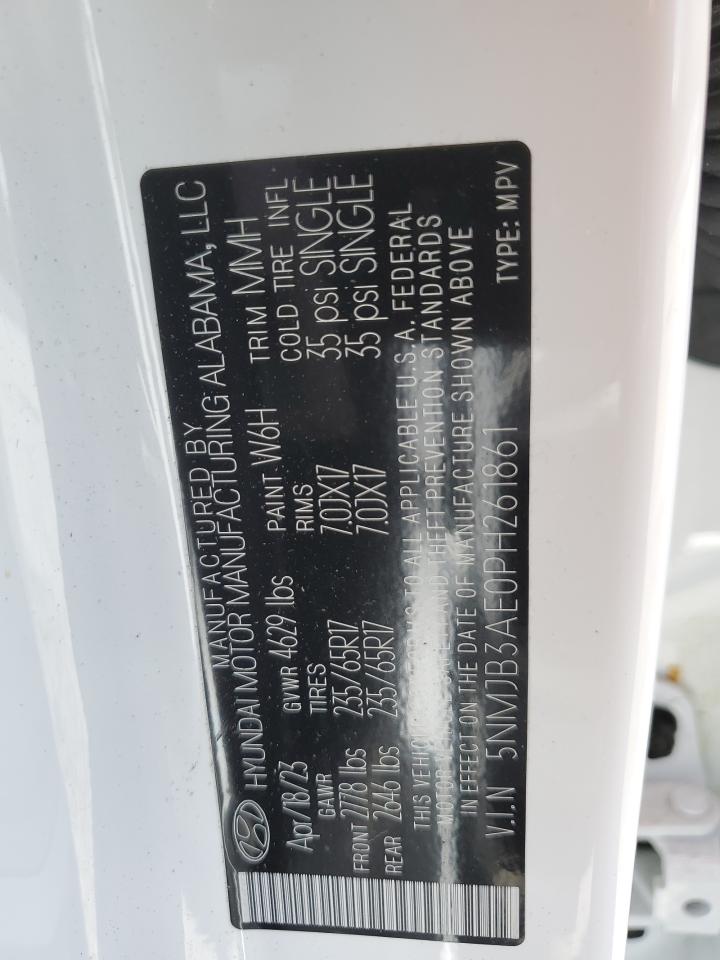 MANUFACTURED BY
HYUNDAI MOTOR MANUFACTURING ALABAMA, LLC
Apr/18/23 GVWR 4629 lbs PAINT W6H TRIM MMH
GAWR TIRES RIMS COLD TIRE INFL
FRONT 2778 lbs 235/65R17 7.0JX17 35 psi SINGLE
REAR 2646 lbs 235/65R17 7.0JX17 35 psi SINGLE
THIS VEHICLE CONFORMS TO ALL APPLICABLE U.S.A. FEDERAL
MOTOR VEHICLE SAFETY AND THEFT PREVENTION STANDARDS
IN EFFECT ON THE DATE OF MANUFACTURE SHOWN ABOVE
V.I.N 5NMJB3AE0PH261861 TYPE: MPV